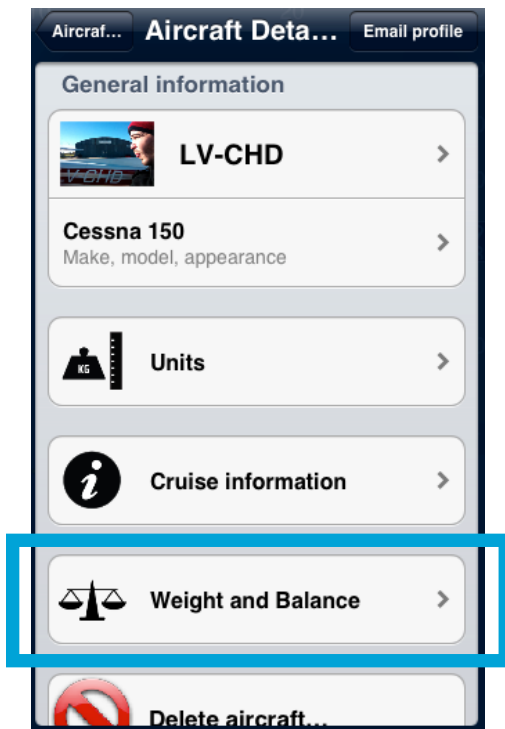 Aircraf... Aircraft Deta... Email profile
General information
LV-CHD
Cessna 150
Make, model, appearance
KG
Units
i
Cruise information
Weight and Balance
Delete aircraft...